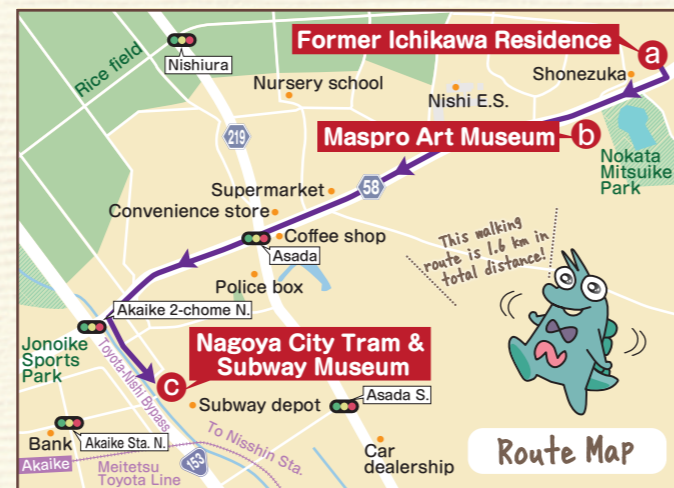 Former Ichikawa Residence
a
Shonezuka
Rice field
Nishiura
Nursery school
Nishi E.S.
219
Maspro Art Museum
b
Nokata
Mitsuike
Park
58
Supermarket
Convenience store
Coffee shop
Asada
Police box
This walking
route is 1.6 km in
total distance!
Akaike 2-chome N.
Jonoike
Sports
Park
Toyota-Nishi Bypass
Nagoya City Tram &
Subway Museum
c
Subway depot
Asada S.
Bank
Akaike Sta. N.
To Nisshin Sta.
Akaike
Meitetsu
Toyota Line
153
Car
dealership
Route Map